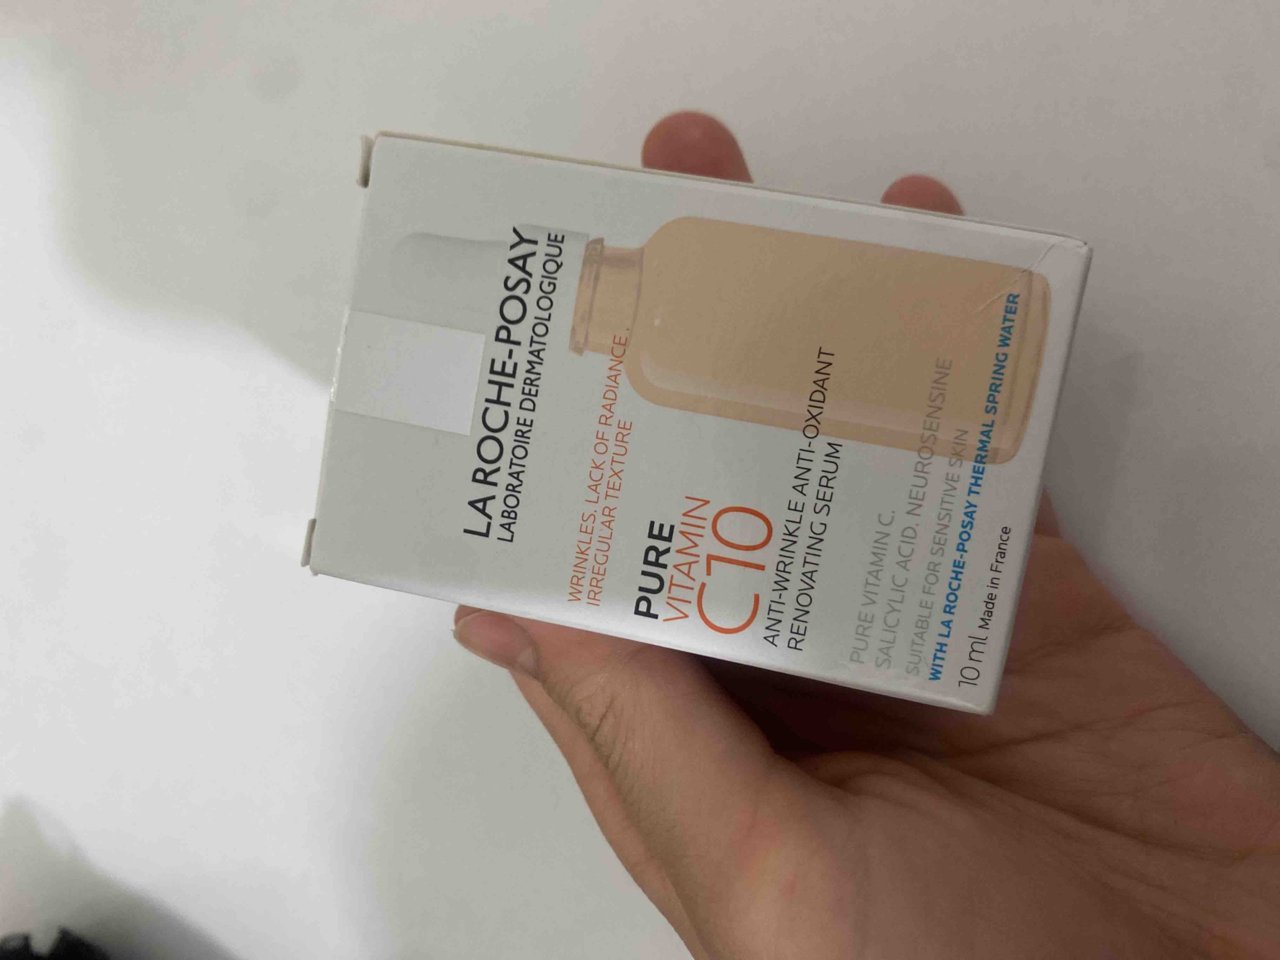 LA ROCHE-POSAY
LABORATOIRE DERMATOLOGIQUE
WRINKLES. LACK OF RADIANCE.
IRREGULAR TEXTURE
PURE
VITAMIN
C10
ANTI-WRINKLE ANTI-OXIDANT
RENOVATING SERUM
PURE VITAMIN C.
SALICYLIC ACID. NEUROSENSINE
SUITABLE FOR SENSITIVE SKIN
WITH LA ROCHE-POSAY THERMAL SPRING WATER
10 ml Made in France